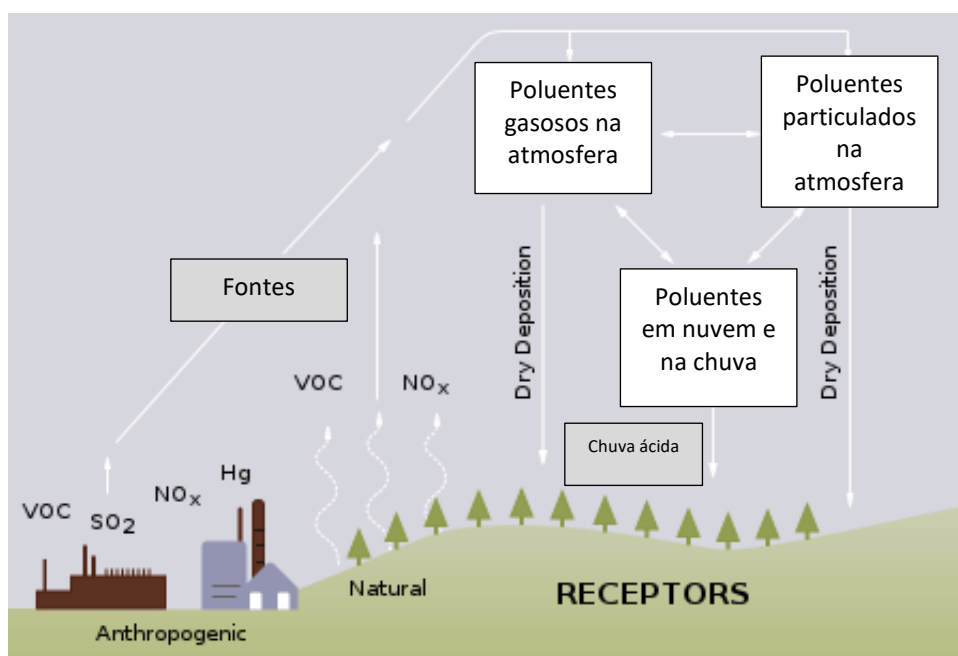 Poluentes
gasosos na
atmosfera
Poluentes
particulados
na
atmosfera
Fontes
Poluentes
em nuvem e
na chuva
Dry Deposition
Dry Deposition
Chuva ácida
VOC
NOx
VOC
SO2
NOx
Hg
Natural
RECEPTORS
Anthropogenic